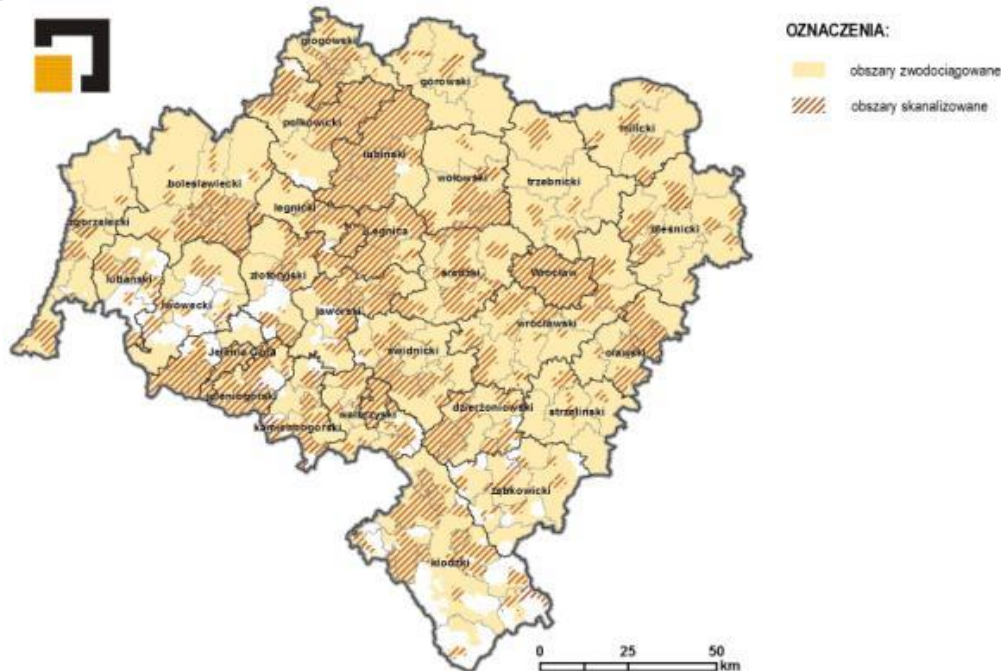 OZNACZENIA:
obszary zwodociągowane
obszary skanalizowane
głogowski
górowski
polkowicki
milicki
lubiński
wołowski
trzebnicki
bolesławiecki
legnicki
zgorzelecki
Legnica
oleśnicki
lubański
złotoryjski
średzki
Wrocław
lwówecki
jaworski
wrocławski
Jelenia Góra
świdnicki
oławski
jeleniogórski
wałbrzyski
dzierżoniowski
strzeliński
kamiennogórski
ząbkowicki
kłodzki
0 25 50
km